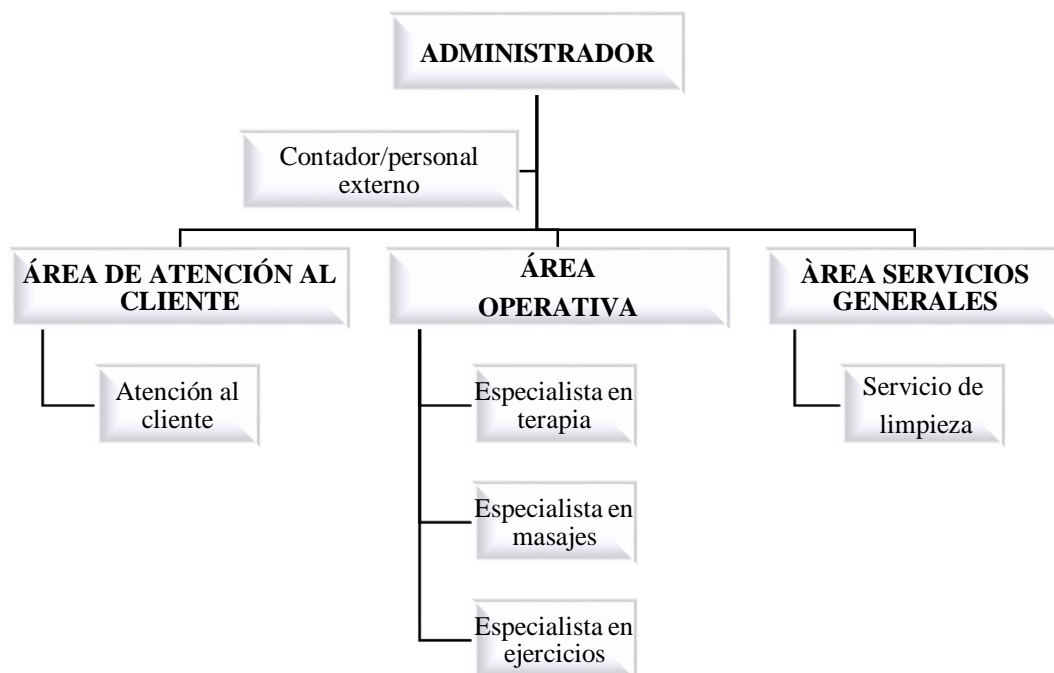 ADMINISTRADOR
Contador/personal
externo
ÁREA DE ATENCIÓN AL
CLIENTE
ÁREA
OPERATIVA
ÀREA SERVICIOS
GENERALES
Atención al
cliente
Especialista en
terapia
Servicio de
limpieza
Especialista en
masajes
Especialista en
ejercicios